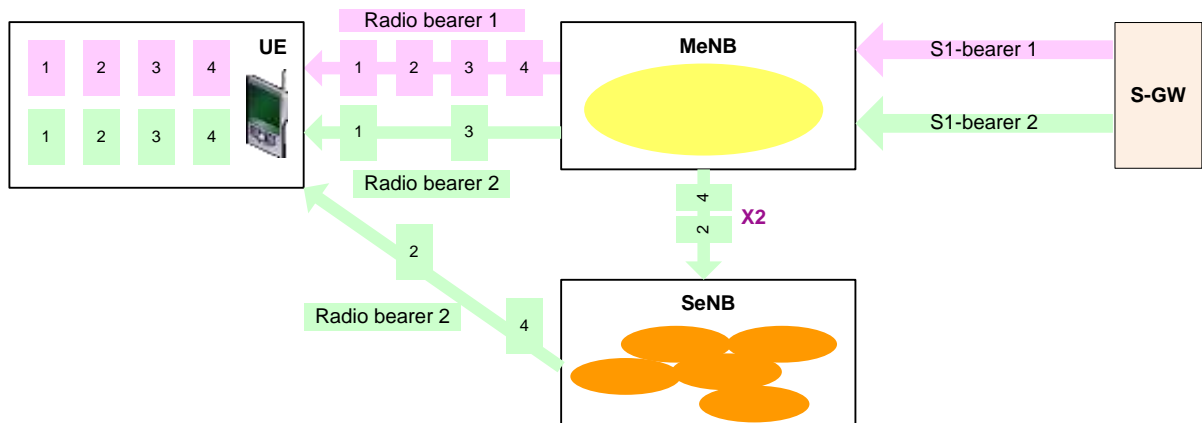 Radio bearer 1
UE
MeNB
S1-bearer 1
1 2 3 4
1 2 3 4
S-GW
1 2 3 4
1 3
S1-bearer 2
Radio bearer 2
4
X2
2
2
SeNB
Radio bearer 2
4